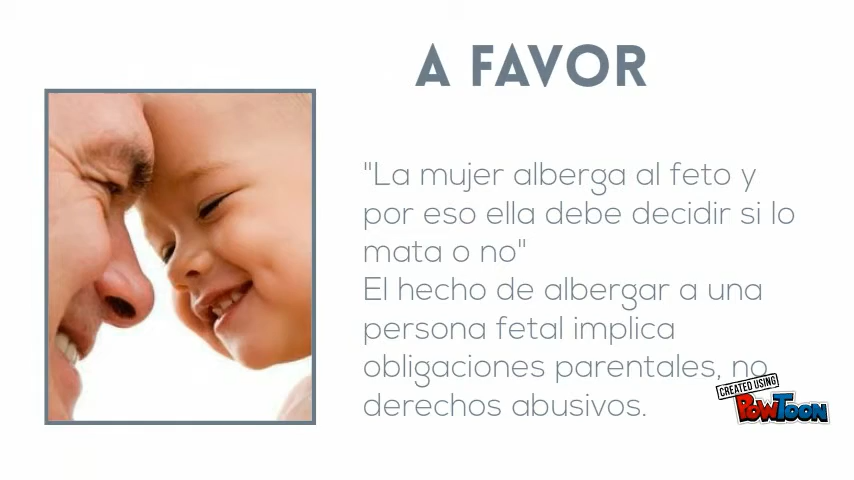 A FAVOR
"La mujer alberga al feto y
por eso ella debe decidir si lo
mata o no"
El hecho de albergar a una
persona fetal implica
obligaciones parentales, no
derechos abusivos.
CREATED USING
POWTOON